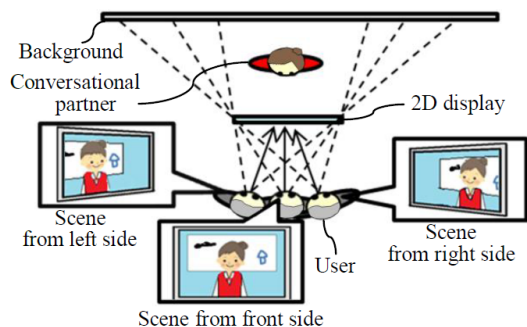 Background
Conversational
partner
2D display
Scene
from left side
User
Scene
from right side
Scene from front side